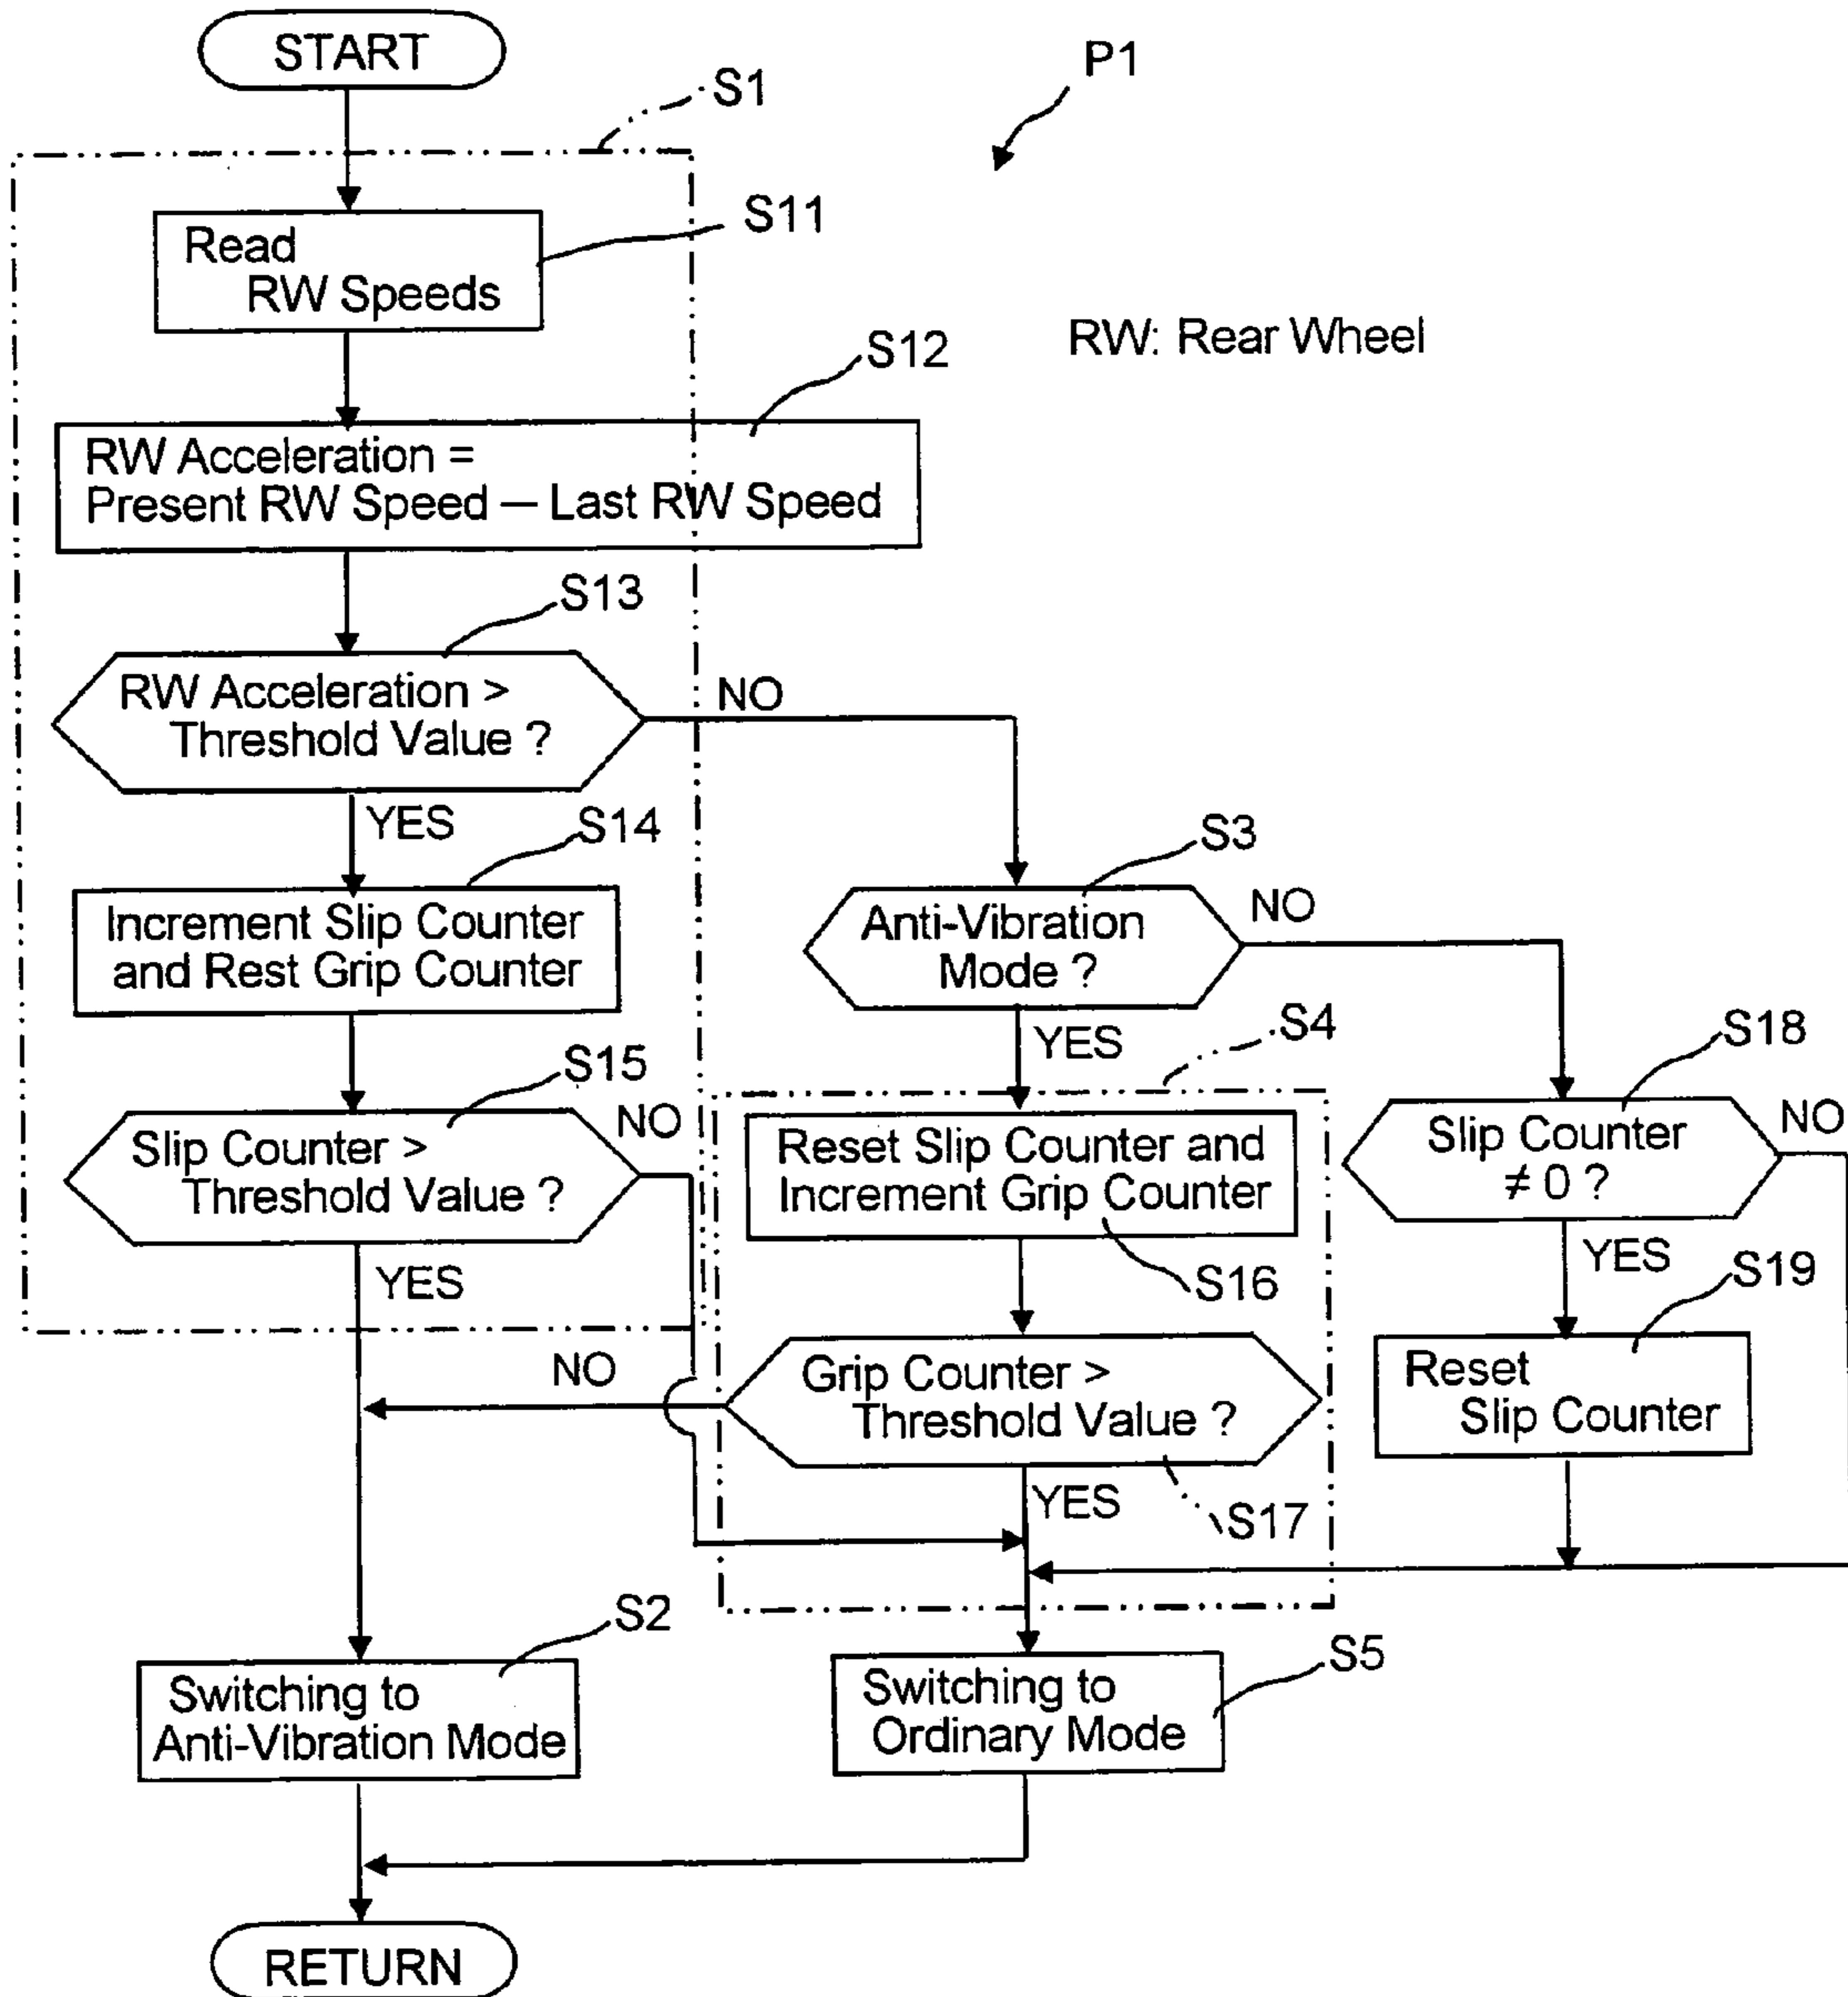 START
P1
S1
Read
RW Speeds
S11
RW: Rear Wheel
S12
RW Acceleration =
Present RW Speed — Last RW Speed
S13
RW Acceleration >
Threshold Value ?
NO
YES
S14
Increment Slip Counter
and Rest Grip Counter
S3
Anti-Vibration
Mode ?
NO
YES
S4
S15
Slip Counter >
Threshold Value ?
NO
YES
Reset Slip Counter and
Increment Grip Counter
S16
S18
Slip Counter
≠ 0 ?
NO
YES
S19
Reset
Slip Counter
NO
Grip Counter >
Threshold Value ?
YES
S17
S2
Switching to
Anti-Vibration Mode
S5
Switching to
Ordinary Mode
RETURN